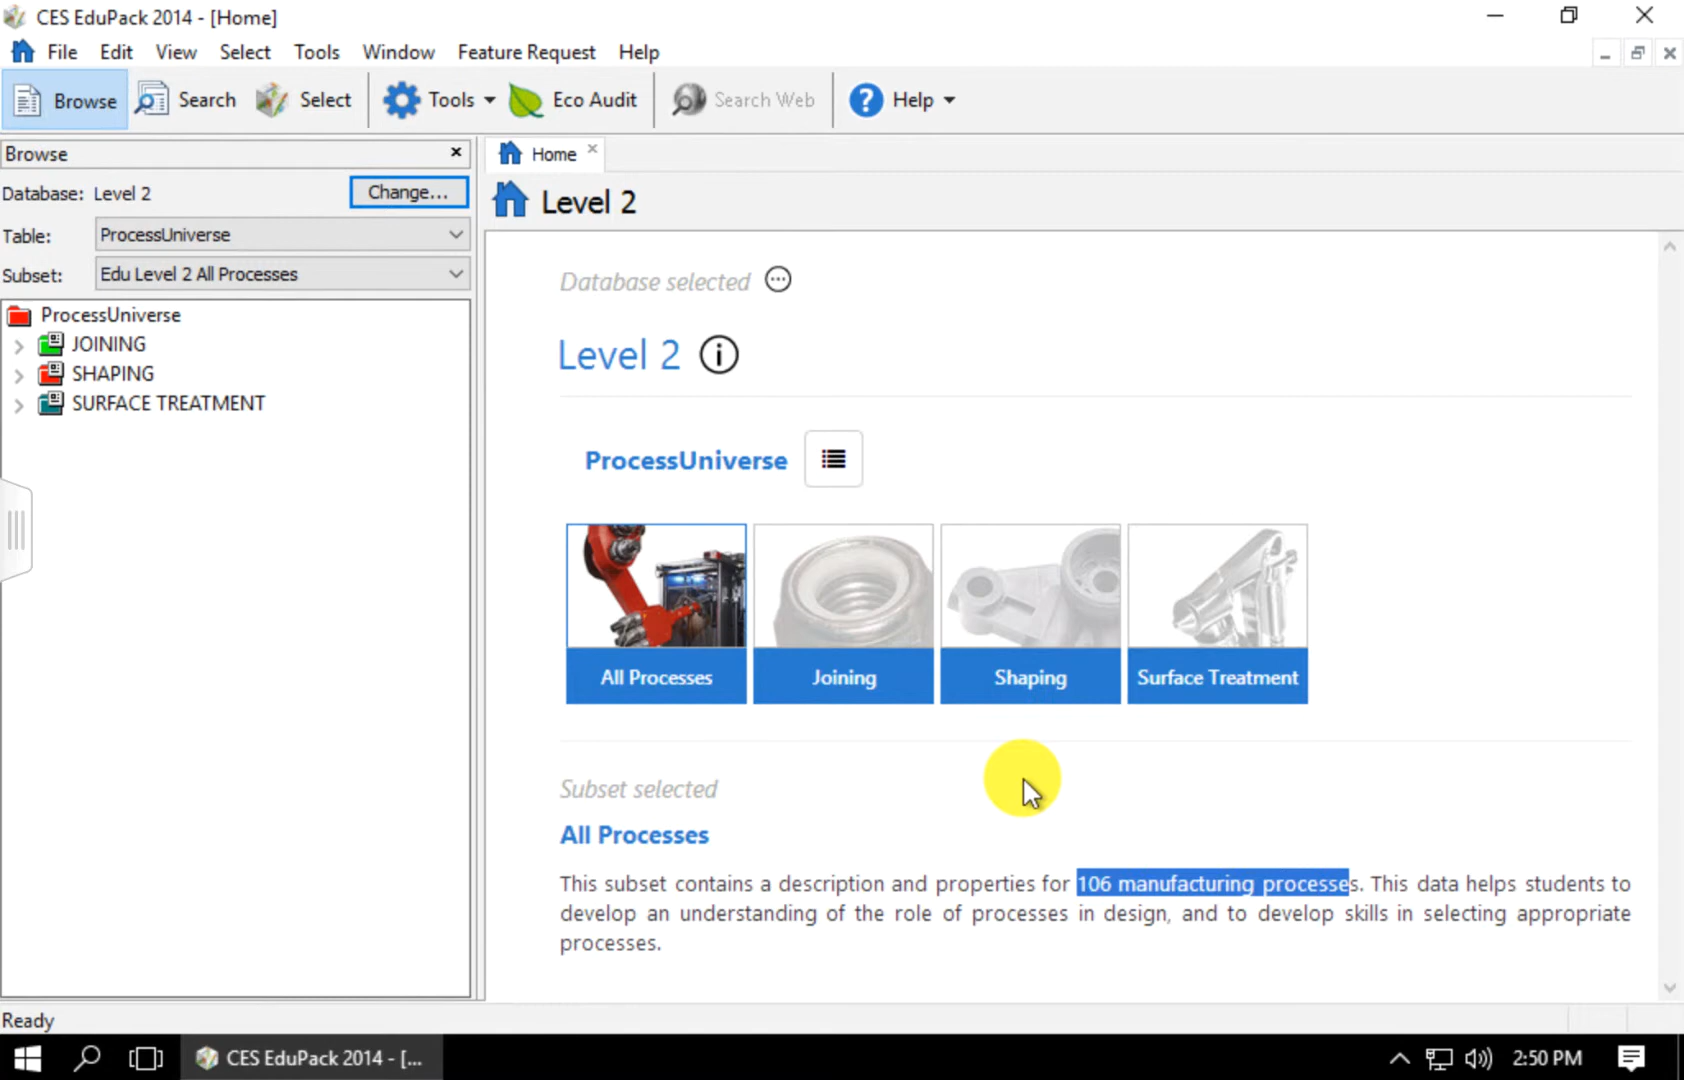 CES EduPack 2014 - [Home]
File Edit View Select Tools Window Feature Request Help
Browse Search Select Tools Eco Audit Search Web Help
Browse
Home
Database: Level 2 Change...
Level 2
Table: ProcessUniverse
Subset: Edu Level 2 All Processes
Database selected
ProcessUniverse
JOINING
SHAPING
SURFACE TREATMENT
Level 2
ProcessUniverse
All Processes Joining Shaping Surface Treatment
Subset selected
All Processes
This subset contains a description and properties for 106 manufacturing processes. This data helps students to
develop an understanding of the role of processes in design, and to develop skills in selecting appropriate
processes.
Ready
CES EduPack 2014 - [... 2:50 PM